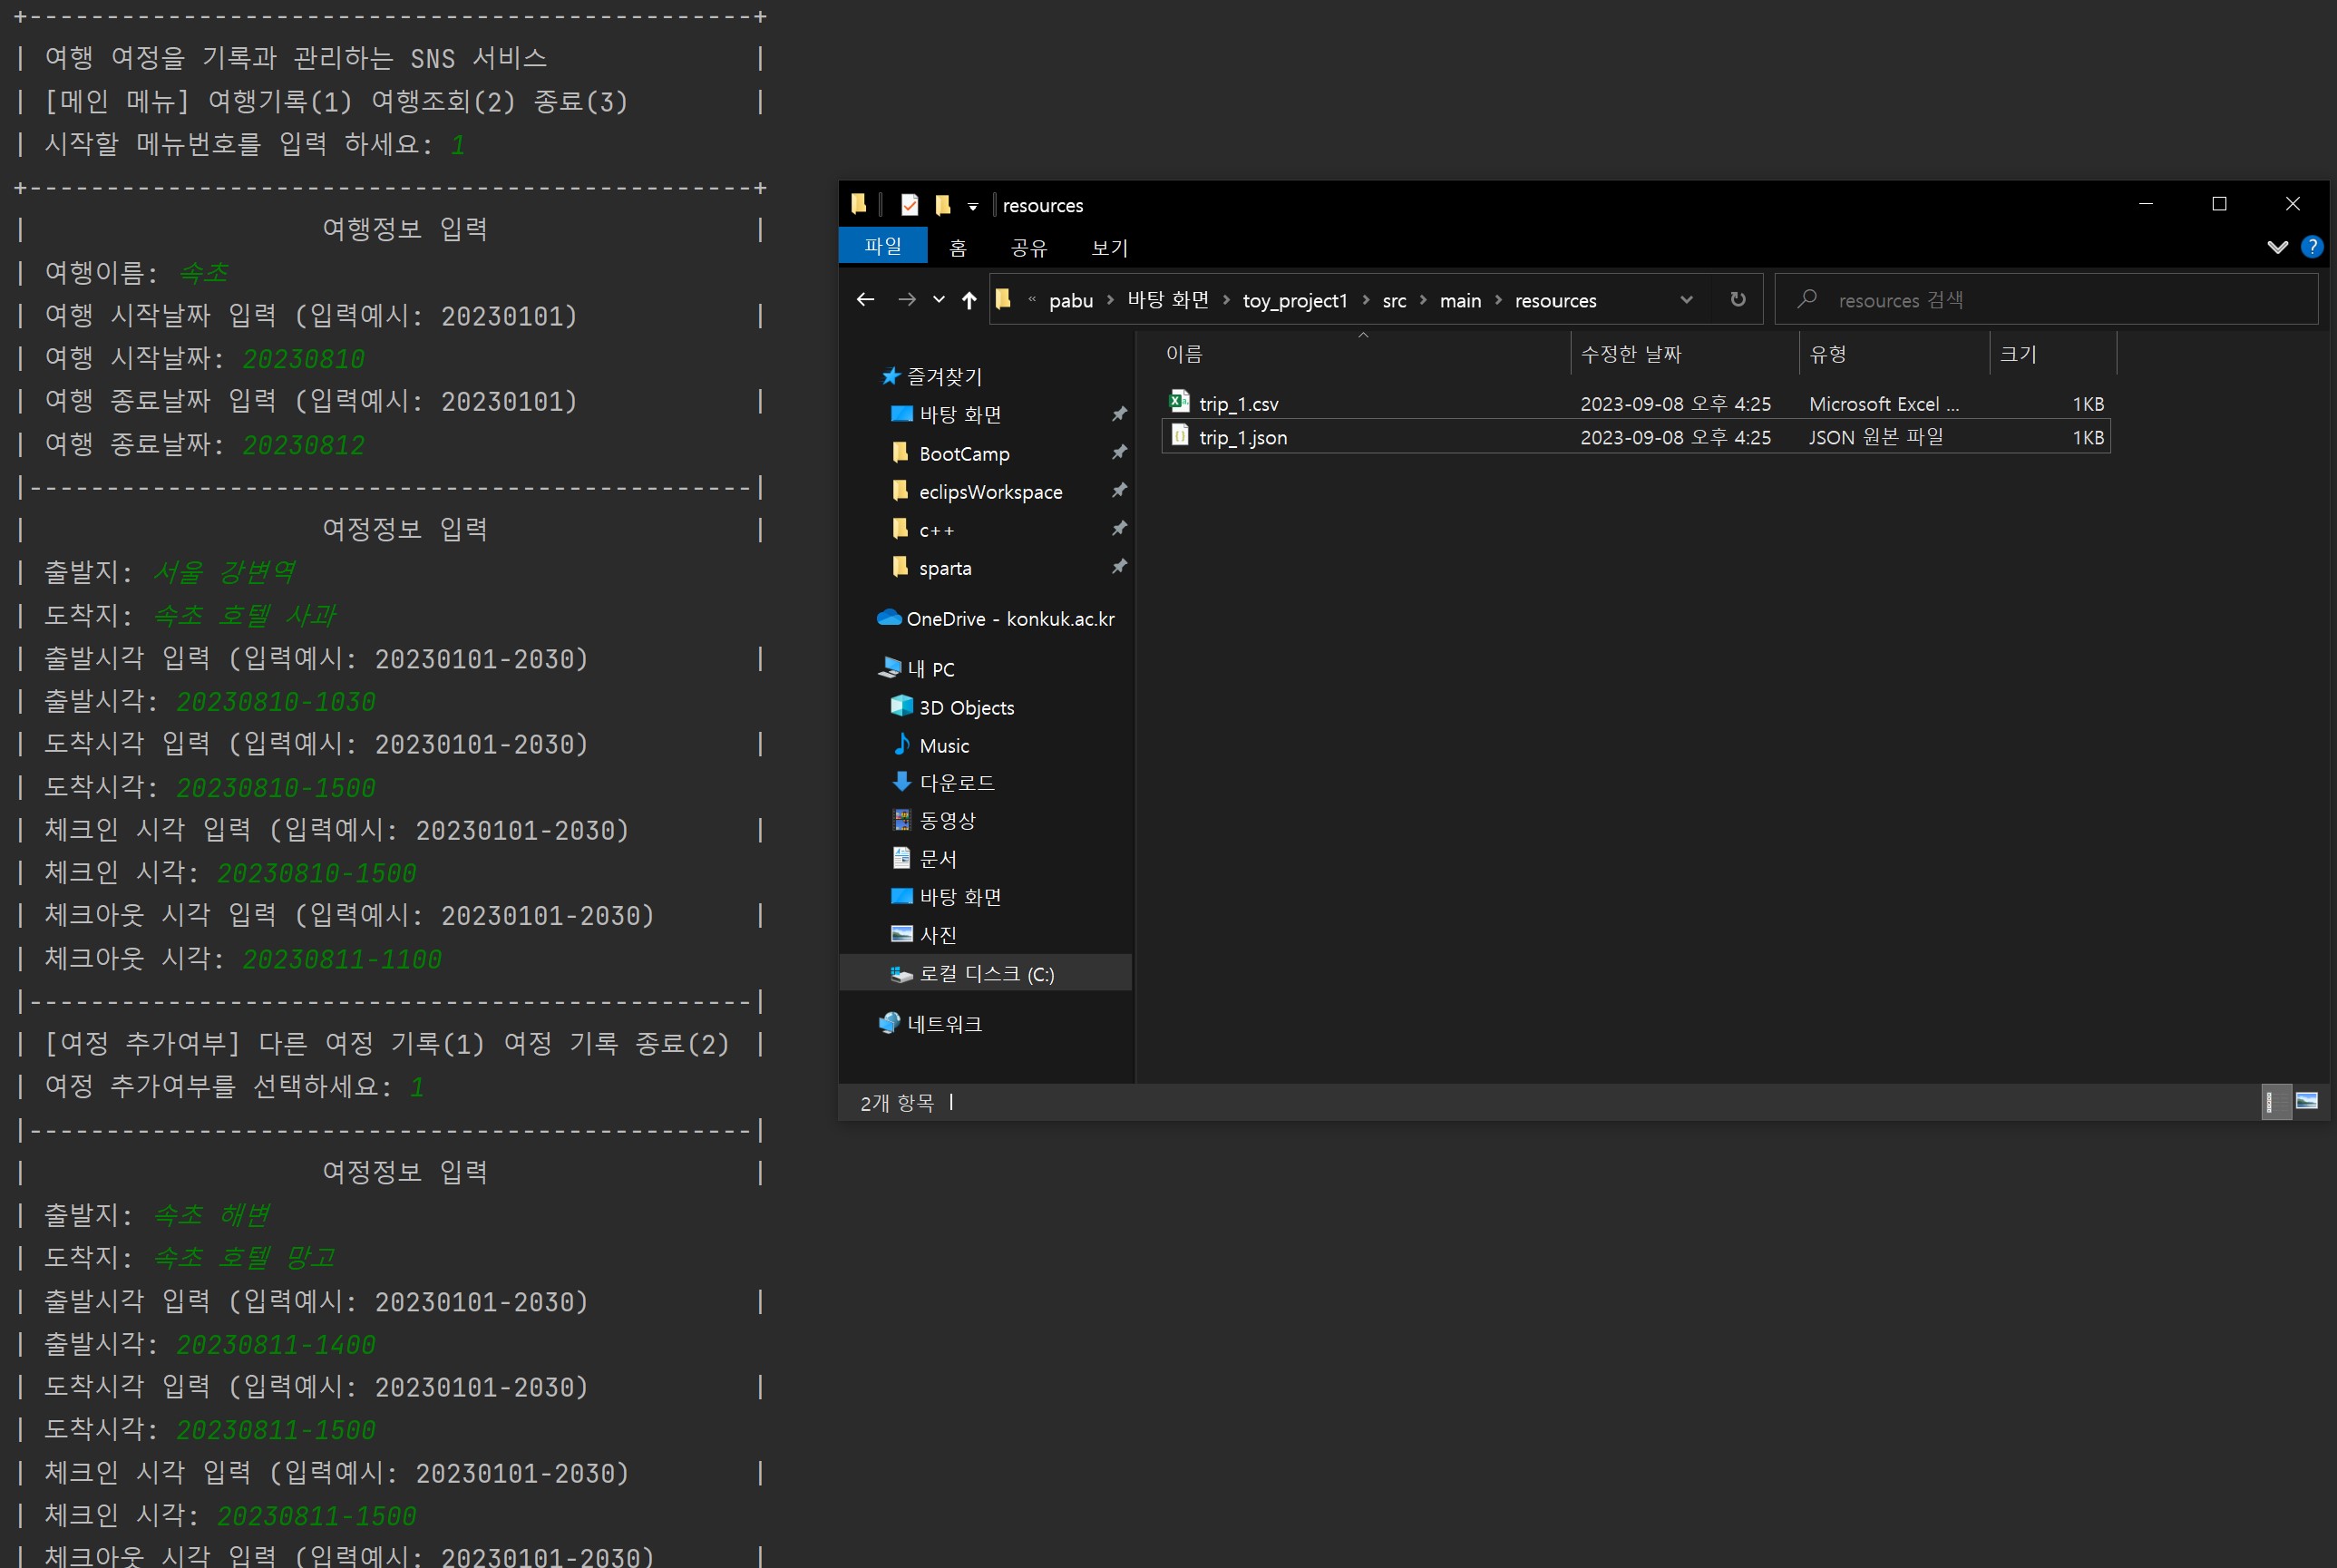 +-----------------------------------------------+
| 여행 여정을 기록과 관리하는 SNS 서비스 |
| [메인 메뉴] 여행기록(1) 여행조회(2) 종료(3) |
| 시작할 메뉴번호를 입력 하세요: 1
+-----------------------------------------------+
| 여행정보 입력 |
| 여행이름: 속초
| 여행 시작날짜 입력 (입력예시: 20230101) |
| 여행 시작날짜: 20230810
| 여행 종료날짜 입력 (입력예시: 20230101) |
| 여행 종료날짜: 20230812
|-----------------------------------------------|
| 여정정보 입력 |
| 출발지: 서울 강변역
| 도착지: 속초 호텔 사과
| 출발시각 입력 (입력예시: 20230101-2030) |
| 출발시각: 20230810-1030
| 도착시각 입력 (입력예시: 20230101-2030) |
| 도착시각: 20230810-1500
| 체크인 시각 입력 (입력예시: 20230101-2030) |
| 체크인 시각: 20230810-1500
| 체크아웃 시각 입력 (입력예시: 20230101-2030) |
| 체크아웃 시각: 20230811-1100
|-----------------------------------------------|
| [여정 추가여부] 다른 여정 기록(1) 여정 기록 종료(2) |
| 여정 추가여부를 선택하세요: 1
|-----------------------------------------------|
| 여정정보 입력 |
| 출발지: 속초 해변
| 도착지: 속초 호텔 망고
| 출발시각 입력 (입력예시: 20230101-2030) |
| 출발시각: 20230811-1400
| 도착시각 입력 (입력예시: 20230101-2030) |
| 도착시각: 20230811-1500
| 체크인 시각 입력 (입력예시: 20230101-2030) |
| 체크인 시각: 20230811-1500
| 체크아웃 시각 입력 (입력예시: 20230101-2030) |
resources
파일 홈 공유 보기
« pabu > 바탕 화면 > toy_project1 > src > main > resources
resources 검색
이름 수정한 날짜 유형 크기
trip_1.csv 2023-09-08 오후 4:25 Microsoft Excel ... 1KB
trip_1.json 2023-09-08 오후 4:25 JSON 원본 파일 1KB
즐겨찾기
바탕 화면
BootCamp
eclipsWorkspace
c++
sparta
OneDrive - konkuk.ac.kr
내 PC
3D Objects
Music
다운로드
동영상
문서
바탕 화면
사진
로컬 디스크 (C:)
네트워크
2개 항목